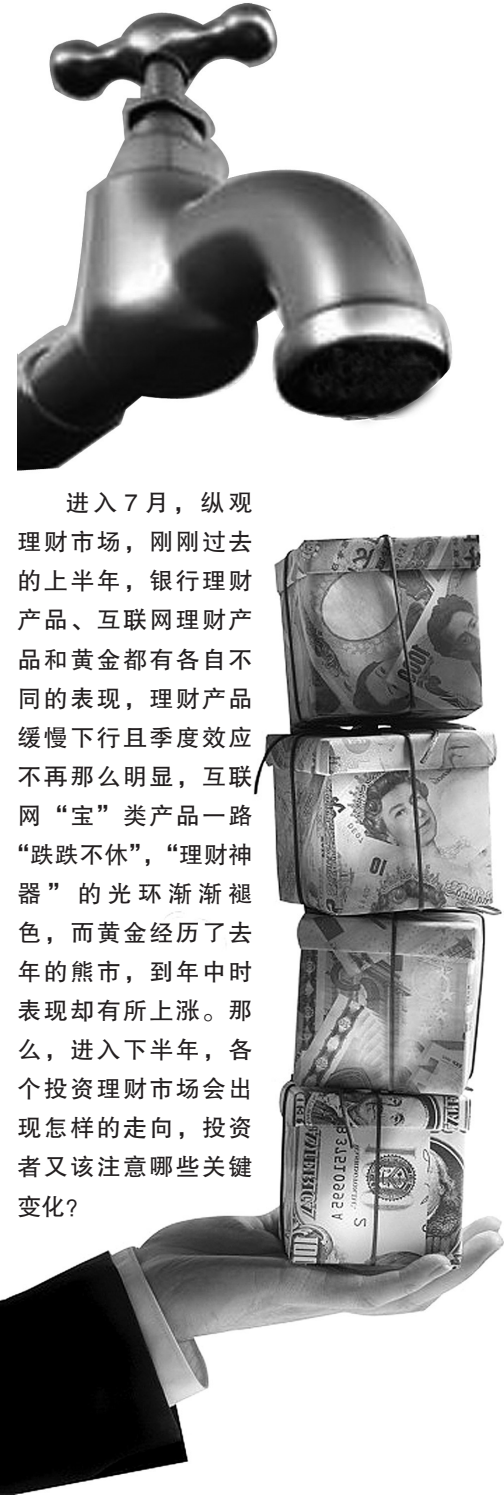 进入7月，纵观
理财市场，刚刚过去
的上半年，银行理财
产品、互联网理财产
品和黄金都有各自不
同的表现，理财产品
缓慢下行且季度效应
不再那么明显，互联
网“宝”类产品一路
“跌跌不休”，“理财神
器”的光环渐渐褪
色，而黄金经历了去
年的熊市，到年中时
表现却有所上涨。那
么，进入下半年，各
个投资理财市场会出
现怎样的走向，投资
者又该注意哪些关键
变化？